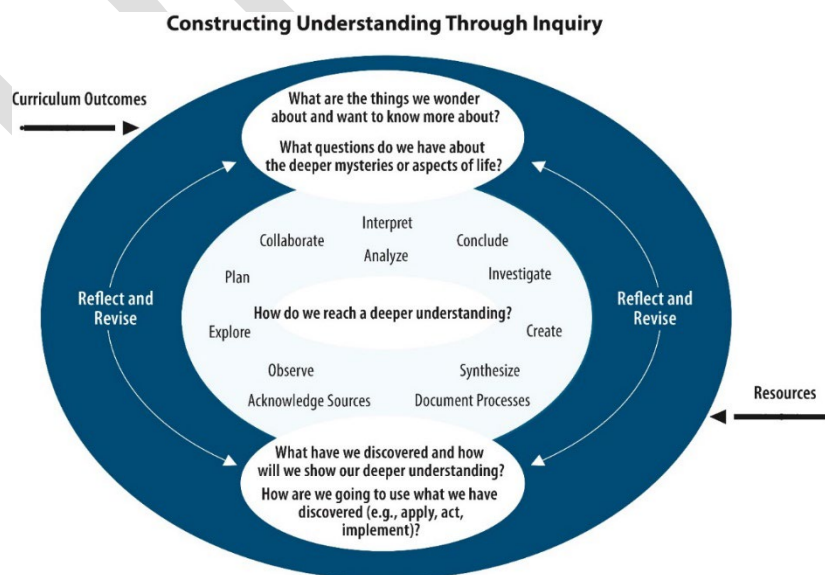 Constructing Understanding Through Inquiry
Curriculum Outcomes
What are the things we wonder
about and want to know more about?
What questions do we have about
the deeper mysteries or aspects of life?
Interpret
Collaborate
Conclude
Analyze
Plan
Investigate
Reflect and
Revise
How do we reach a deeper understanding?
Reflect and
Revise
Explore
Create
Observe
Synthesize
Acknowledge Sources
Document Processes
Resources
What have we discovered and how
will we show our deeper understanding?
How are we going to use what we have
discovered (e.g., apply, act,
implement)?